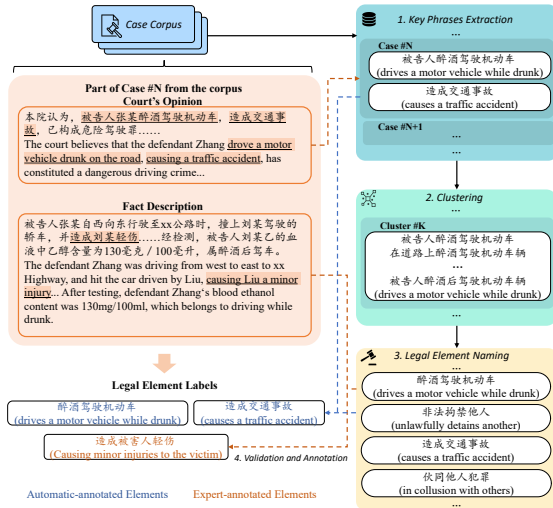 Case Corpus
Part of Case #N from the corpus
Court's Opinion
本院认为，被告人张某醉酒驾驶机动车，造成交通事
故，已构成危险驾驶罪……
The court believes that the defendant Zhang drove a motor
vehicle drunk on the road, causing a traffic accident, has
constituted a dangerous driving crime...
Fact Description
被告人张某自西向东行驶至xx公路时，撞上刘某驾驶的
轿车，并造成刘某轻伤……经检测，被告人刘某乙的血
液中乙醇含量为130毫克／100毫升，属醉酒后驾车。
The defendant Zhang was driving from west to east to xx
Highway, and hit the car driven by Liu, causing Liu a minor
injury... After testing, defendant Zhang's blood ethanol
content was 130mg/100ml, which belongs to driving while
drunk.
Legal Element Labels
醉酒驾驶机动车
(drives a motor vehicle while drunk)
造成交通事故
(causes a traffic accident)
造成被害人轻伤
(Causing minor injuries to the victim)
4. Validation and Annotation
Automatic-annotated Elements
Expert-annotated Elements
1. Key Phrases Extraction
...
Case #N
被告人醉酒驾驶机动车
(drives a motor vehicle while drunk)
造成交通事故
(causes a traffic accident)
Case #N+1
...
2. Clustering
...
Cluster #K
被告人醉酒驾驶机动车
在道路上醉酒驾驶机动车辆
...
被告人醉酒后驾驶机动车辆
(drives a motor vehicle while drunk)
...
3. Legal Element Naming
...
醉酒驾驶机动车
(drives a motor vehicle while drunk)
非法拘禁他人
(unlawfully detains another)
造成交通事故
(causes a traffic accident)
伙同他人犯罪
(in collusion with others)
...